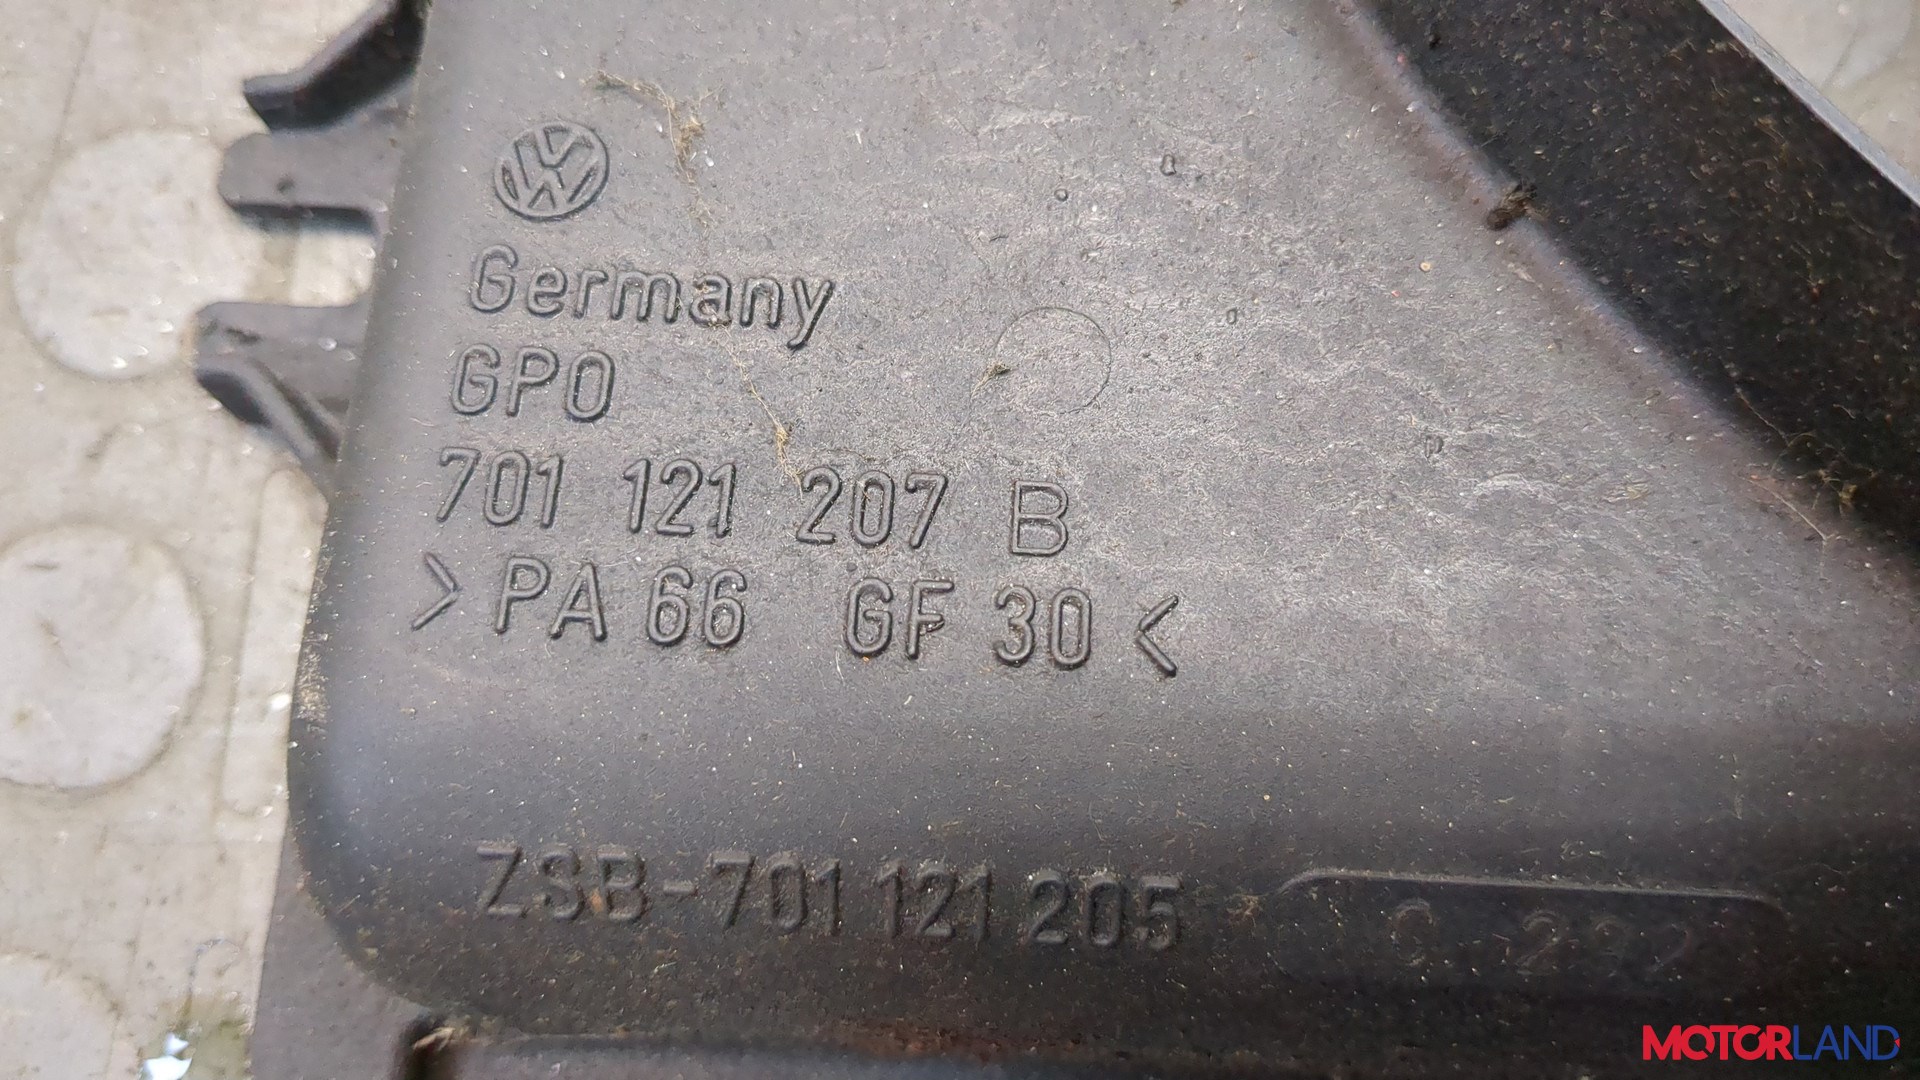 Germany
GPO
701 121 207 B
>PA 66 GF 30<
ZSB-701 121 205
MOTORLAND